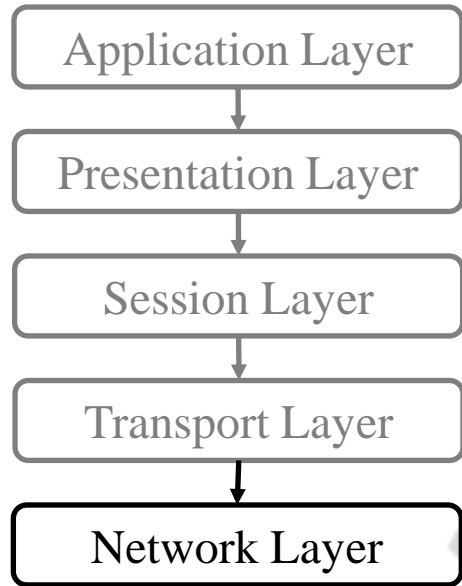 Application Layer
Presentation Layer
Session Layer
Transport Layer
Network Layer